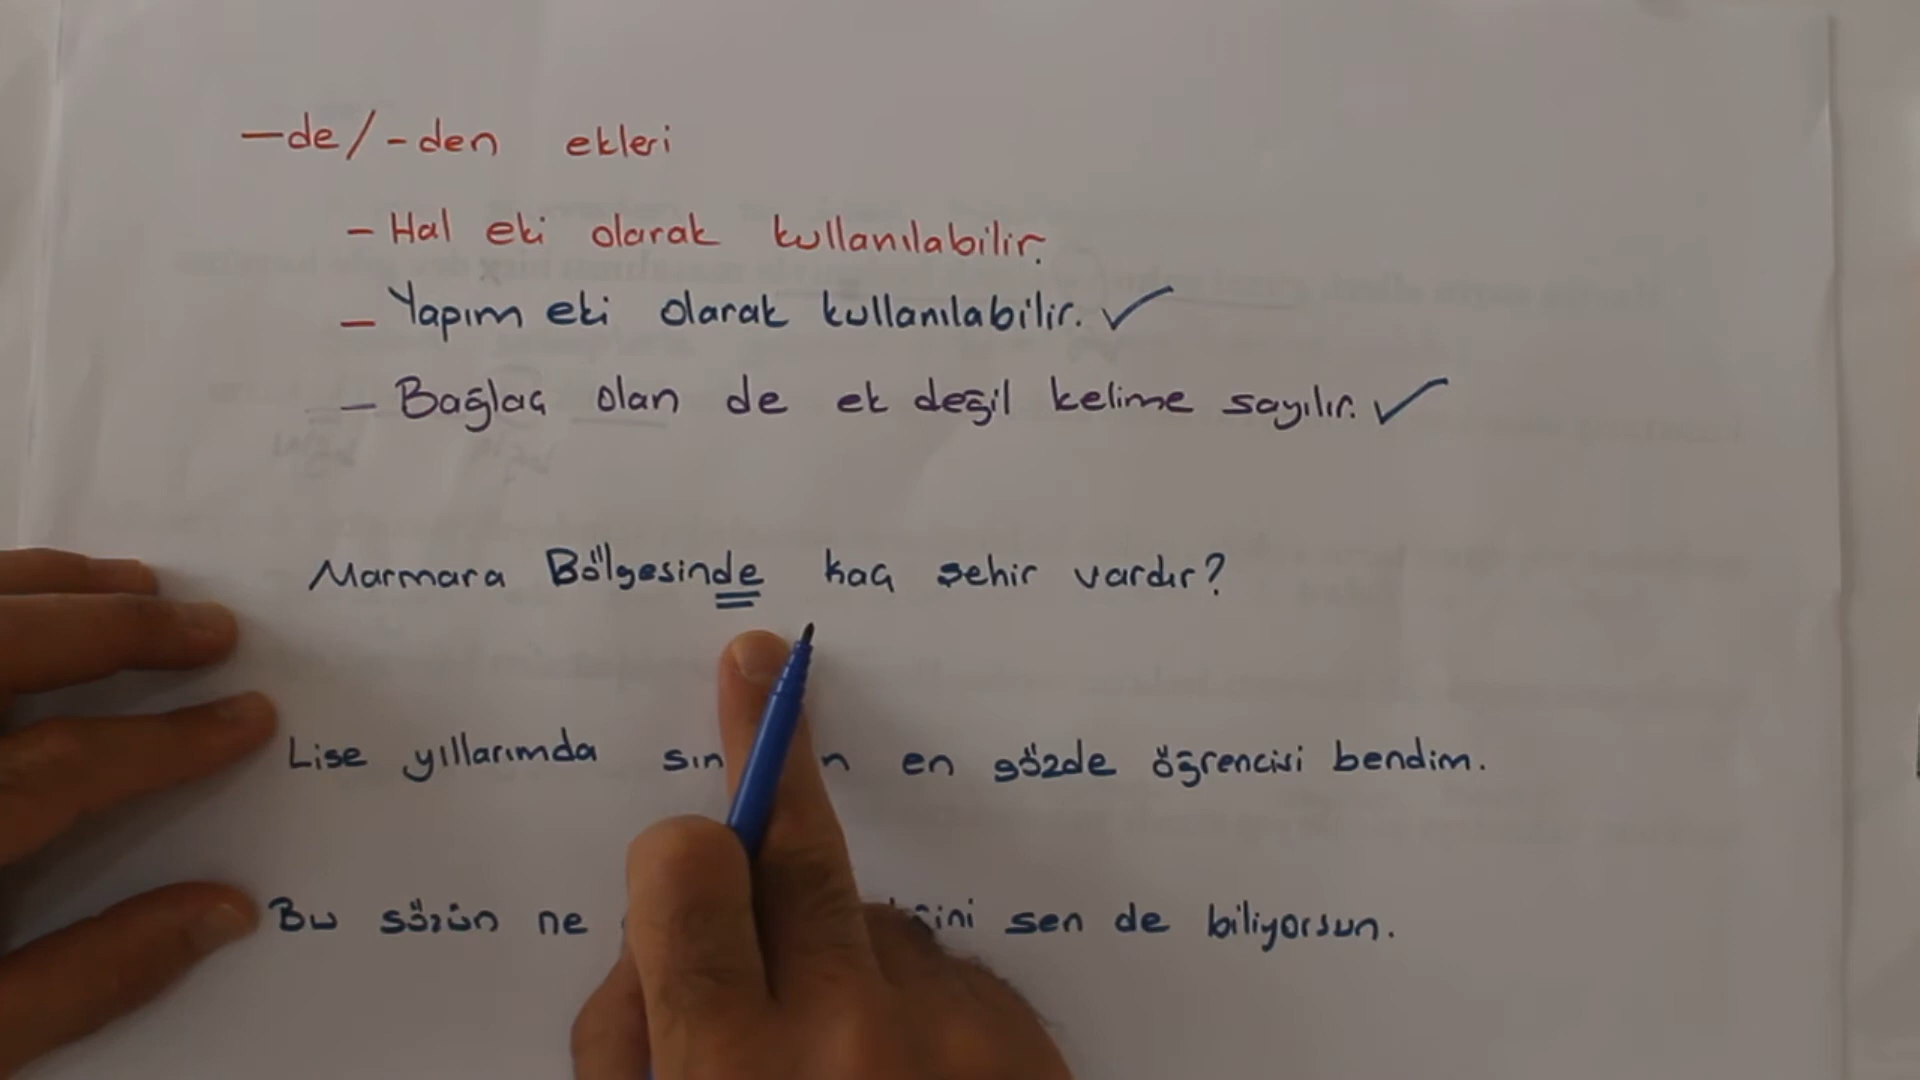 -de/-den ekleri
- Hal eki olarak kullanılabilir.
- Yapım eki olarak kullanılabilir. ✓
- Bağlaç olan de ek değil kelime sayılır. ✓
Marmara Bölgesinde kaç şehir vardır?
Lise yıllarımda en gözde öğrencisi bendim.
Bu sözün ne sen de biliyorsun.